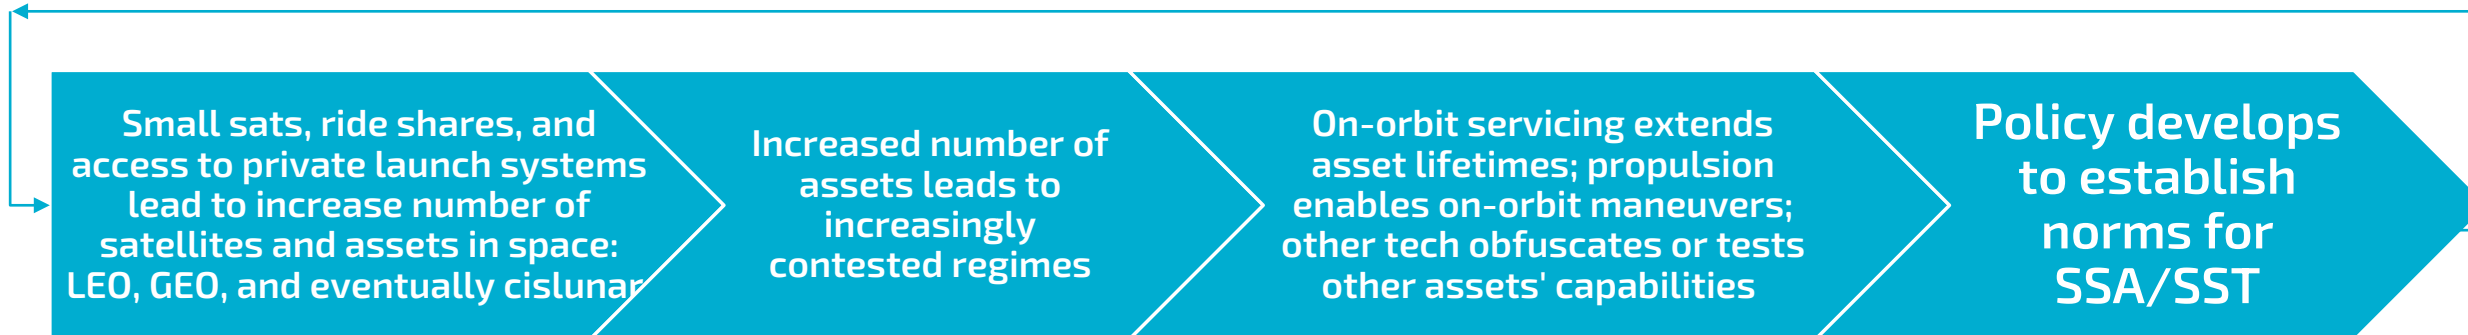 Small sats, ride shares, and
access to private launch systems
lead to increase number of
satellites and assets in space:
LEO, GEO, and eventually cislunar
Increased number of
assets leads to
increasingly
contested regimes
On-orbit servicing extends
asset lifetimes; propulsion
enables on-orbit maneuvers;
other tech obfuscates or tests
other assets' capabilities
Policy develops
to establish
norms for
SSA/SST